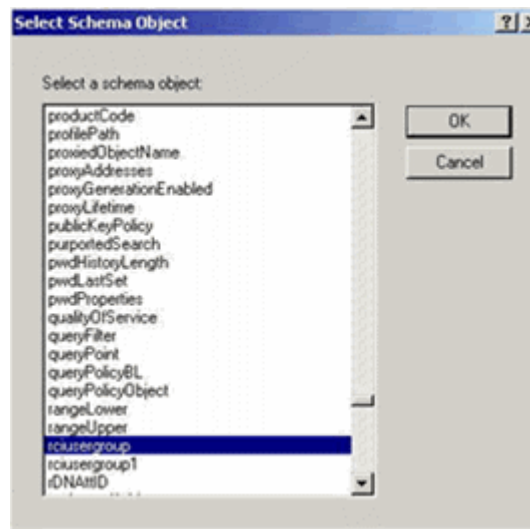 Select Schema Object
Select a schema object:
productCode
profilePath
proxiedObjectName
proxyAddresses
proxyGenerationEnabled
proxyLifetime
publicKeyPolicy
purportedSearch
pwdHistoryLength
pwdLastSet
pwdProperties
qualityOfService
queryFilter
queryPoint
queryPolicyBL
queryPolicyObject
rangeLower
rangeUpper
rciusergroup
rciusergroup1
rDNAttID
OK
Cancel